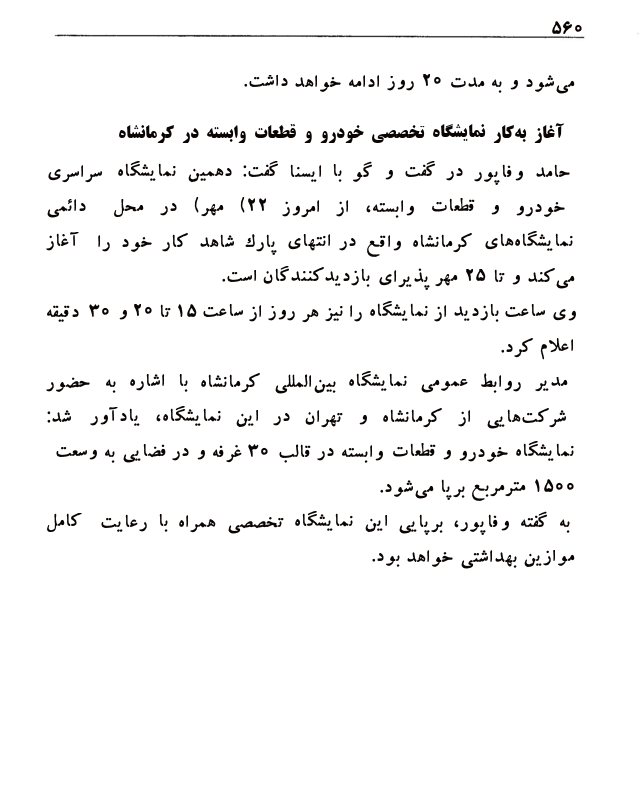 ۵۶۰
می‌شود و به مدت ۲۰ روز ادامه خواهد داشت.
آغاز به‌کار نمایشگاه تخصصی خودرو و قطعات وابسته در کرمانشاه
حامد وفاپور در گفت و گو با ایسنا گفت: دهمین نمایشگاه سراسری
خودرو و قطعات وابسته، از امروز ۲۲) مهر) در محل دائمی
نمایشگاه‌های کرمانشاه واقع در انتهای پارك شاهد کار خود را آغاز
می‌کند و تا ۲۵ مهر پذیرای بازدیدکنندگان است.
وی ساعت بازدید از نمایشگاه را نیز هر روز از ساعت ۱۵ تا ۲۰ و ۳۰ دقیقه
اعلام کرد.
مدیر روابط عمومی نمایشگاه بین‌المللی کرمانشاه با اشاره به حضور
شرکت‌هایی از کرمانشاه و تهران در این نمایشگاه، یادآور شد:
نمایشگاه خودرو و قطعات وابسته در قالب ۳۰ غرفه و در فضایی به وسعت
۱۵۰۰ مترمربع برپا می‌شود.
به گفته وفاپور، برپایی این نمایشگاه تخصصی همراه با رعایت کامل
موازین بهداشتی خواهد بود.